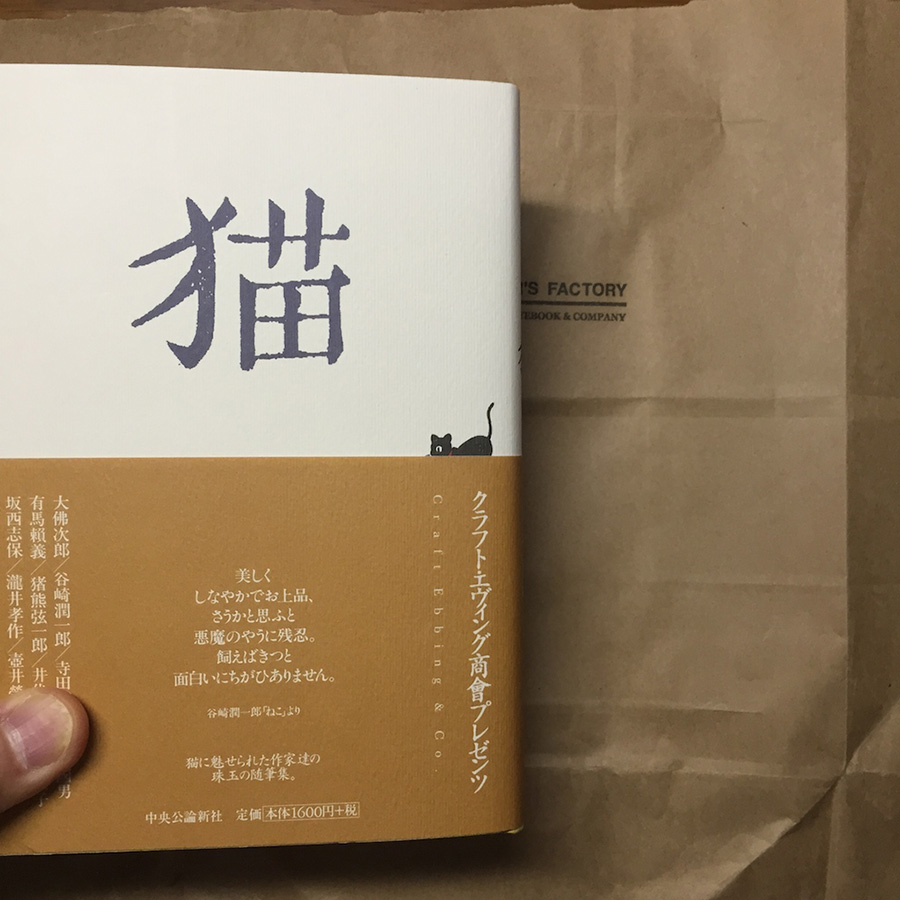 猫
クラフト・エヴィング商會プレゼンツ
Craft Ebbing & Co.
美しく
しなやかでお上品、
さうかと思ふと
悪魔のやうに残忍。
飼えばきつと
面白いにちがひありません。
谷崎潤一郎「ねこ」より
猫に魅せられた作家達の
珠玉の随筆集。
大佛次郎／谷崎潤一郎／寺田
有馬頼義／猪熊弦一郎／井伏
坂西志保／瀧井孝作／壺井榮
男
子
中央公論新社 定価 本体1600円+税
'S FACTORY
TEBOOK & COMPANY